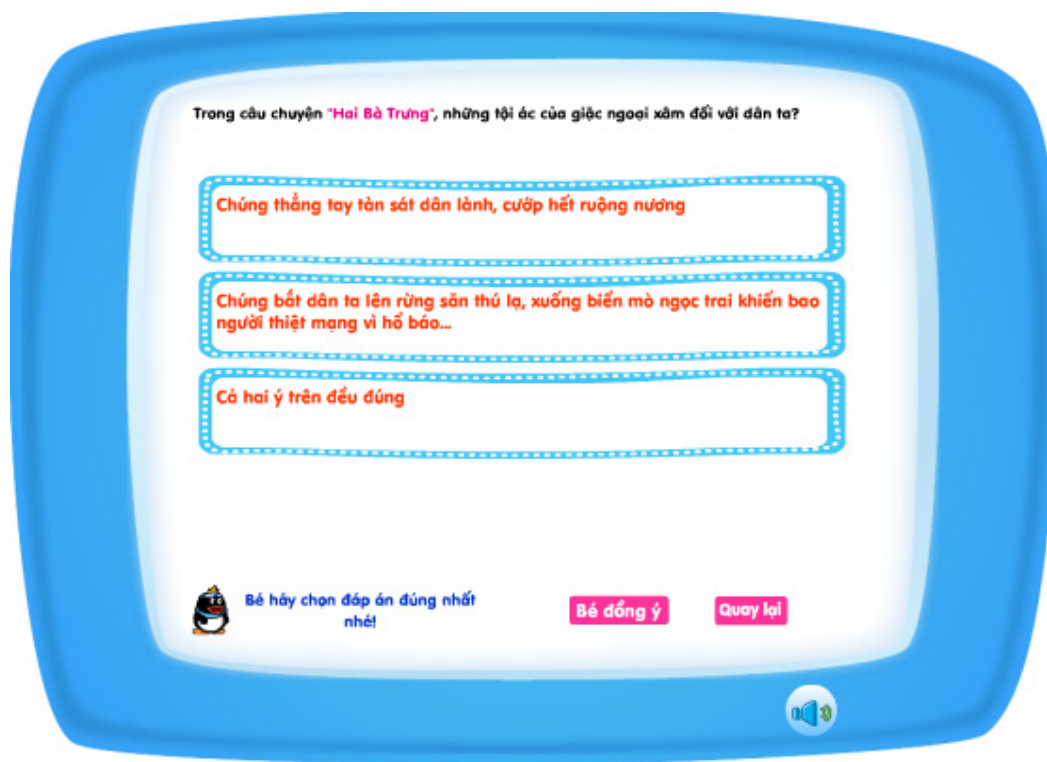 Trong câu chuyện "Hai Bà Trưng", những tội ác của giặc ngoại xâm đối với dân ta?
Chúng thẳng tay tàn sát dân lành, cướp hết ruộng nương
Chúng bắt dân ta lên rừng săn thú lạ, xuống biển mò ngọc trai khiến bao
người thiệt mạng vì hổ báo...
Cả hai ý trên đều đúng
Bé hãy chọn đáp án đúng nhất
nhé!
Bé đồng ý
Quay lại